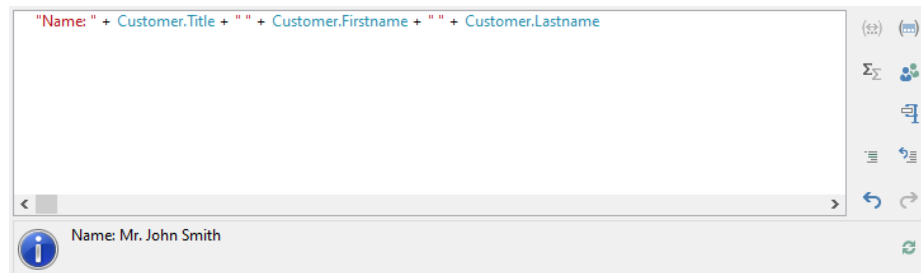 "Name: " + Customer.Title + " " + Customer.Firstname + " " + Customer.Lastname
Name: Mr. John Smith